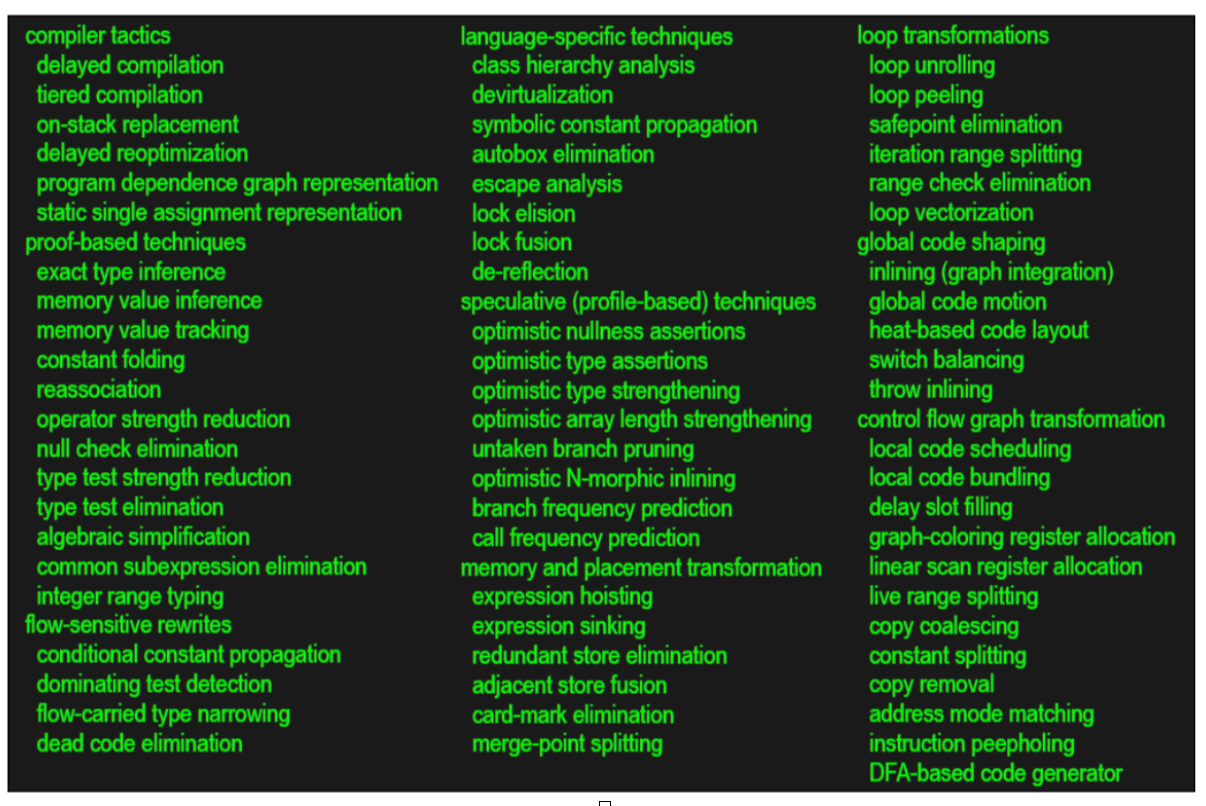 compiler tactics
delayed compilation
tiered compilation
on-stack replacement
delayed reoptimization
program dependence graph representation
static single assignment representation
proof-based techniques
exact type inference
memory value inference
memory value tracking
constant folding
reassociation
operator strength reduction
null check elimination
type test strength reduction
type test elimination
algebraic simplification
common subexpression elimination
integer range typing
flow-sensitive rewrites
conditional constant propagation
dominating test detection
flow-carried type narrowing
dead code elimination
language-specific techniques
class hierarchy analysis
devirtualization
symbolic constant propagation
autobox elimination
escape analysis
lock elision
lock fusion
de-reflection
speculative (profile-based) techniques
optimistic nullness assertions
optimistic type assertions
optimistic type strengthening
optimistic array length strengthening
untaken branch pruning
optimistic N-morphic inlining
branch frequency prediction
call frequency prediction
memory and placement transformation
expression hoisting
expression sinking
redundant store elimination
adjacent store fusion
card-mark elimination
merge-point splitting
loop transformations
loop unrolling
loop peeling
safepoint elimination
iteration range splitting
range check elimination
loop vectorization
global code shaping
inlining (graph integration)
global code motion
heat-based code layout
switch balancing
throw inlining
control flow graph transformation
local code scheduling
local code bundling
delay slot filling
graph-coloring register allocation
linear scan register allocation
live range splitting
copy coalescing
constant splitting
copy removal
address mode matching
instruction peepholing
DFA-based code generator